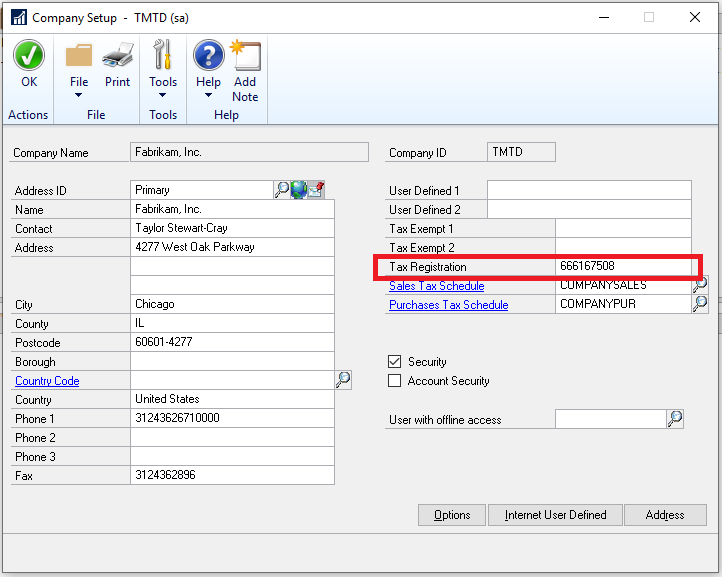 Company Setup - TMTD (sa)
OK
File
Print
Tools
Help
Add
Note
Actions
File
Tools
Help
Company Name
Fabrikam, Inc.
Company ID
TMTD
Address ID
Primary
Name
Fabrikam, Inc.
Contact
Taylor Stewart-Cray
Address
4277 West Oak Parkway
City
Chicago
County
IL
Postcode
60601-4277
Borough
Country Code
Country
United States
Phone 1
31243626710000
Phone 2
Phone 3
Fax
3124362896
User Defined 1
User Defined 2
Tax Exempt 1
Tax Exempt 2
Tax Registration
666167508
Sales Tax Schedule
COMPANYSALES
Purchases Tax Schedule
COMPANYPUR
Security
Account Security
User with offline access
Options
Internet User Defined
Address